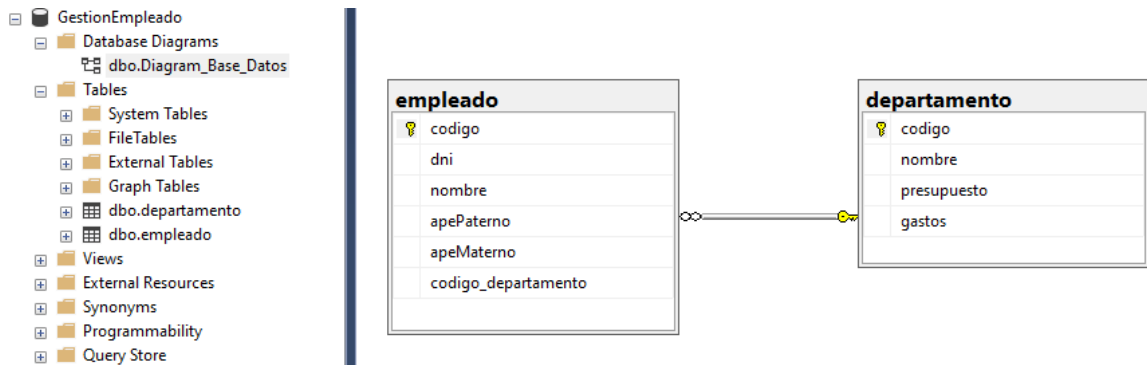 GestionEmpleado
Database Diagrams
dbo.Diagram_Base_Datos
Tables
System Tables
FileTables
External Tables
Graph Tables
dbo.departamento
dbo.empleado
Views
External Resources
Synonyms
Programmability
Query Store
empleado
codigo
dni
nombre
apePaterno
apeMaterno
codigo_departamento
departamento
codigo
nombre
presupuesto
gastos